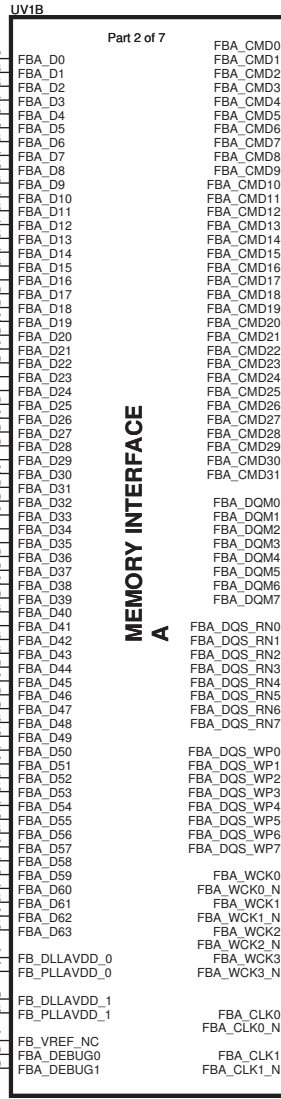 UV1B
Part 2 of 7
FBA_D0
FBA_D1
FBA_D2
FBA_D3
FBA_D4
FBA_D5
FBA_D6
FBA_D7
FBA_D8
FBA_D9
FBA_D10
FBA_D11
FBA_D12
FBA_D13
FBA_D14
FBA_D15
FBA_D16
FBA_D17
FBA_D18
FBA_D19
FBA_D20
FBA_D21
FBA_D22
FBA_D23
FBA_D24
FBA_D25
FBA_D26
FBA_D27
FBA_D28
FBA_D29
FBA_D30
FBA_D31
FBA_D32
FBA_D33
FBA_D34
FBA_D35
FBA_D36
FBA_D37
FBA_D38
FBA_D39
FBA_D40
FBA_D41
FBA_D42
FBA_D43
FBA_D44
FBA_D45
FBA_D46
FBA_D47
FBA_D48
FBA_D49
FBA_D50
FBA_D51
FBA_D52
FBA_D53
FBA_D54
FBA_D55
FBA_D56
FBA_D57
FBA_D58
FBA_D59
FBA_D60
FBA_D61
FBA_D62
FBA_D63
FB_DLLAVDD_0
FB_PLLAVDD_0
FB_DLLAVDD_1
FB_PLLAVDD_1
FB_VREF_NC
FBA_DEBUG0
FBA_DEBUG1
MEMORY INTERFACE
A
FBA_CMD0
FBA_CMD1
FBA_CMD2
FBA_CMD3
FBA_CMD4
FBA_CMD5
FBA_CMD6
FBA_CMD7
FBA_CMD8
FBA_CMD9
FBA_CMD10
FBA_CMD11
FBA_CMD12
FBA_CMD13
FBA_CMD14
FBA_CMD15
FBA_CMD16
FBA_CMD17
FBA_CMD18
FBA_CMD19
FBA_CMD20
FBA_CMD21
FBA_CMD22
FBA_CMD23
FBA_CMD24
FBA_CMD25
FBA_CMD26
FBA_CMD27
FBA_CMD28
FBA_CMD29
FBA_CMD30
FBA_CMD31
FBA_DQM0
FBA_DQM1
FBA_DQM2
FBA_DQM3
FBA_DQM4
FBA_DQM5
FBA_DQM6
FBA_DQM7
FBA_DQS_RN0
FBA_DQS_RN1
FBA_DQS_RN2
FBA_DQS_RN3
FBA_DQS_RN4
FBA_DQS_RN5
FBA_DQS_RN6
FBA_DQS_RN7
FBA_DQS_WP0
FBA_DQS_WP1
FBA_DQS_WP2
FBA_DQS_WP3
FBA_DQS_WP4
FBA_DQS_WP5
FBA_DQS_WP6
FBA_DQS_WP7
FBA_WCK0
FBA_WCK0_N
FBA_WCK1
FBA_WCK1_N
FBA_WCK2
FBA_WCK2_N
FBA_WCK3
FBA_WCK3_N
FBA_CLK0
FBA_CLK0_N
FBA_CLK1
FBA_CLK1_N